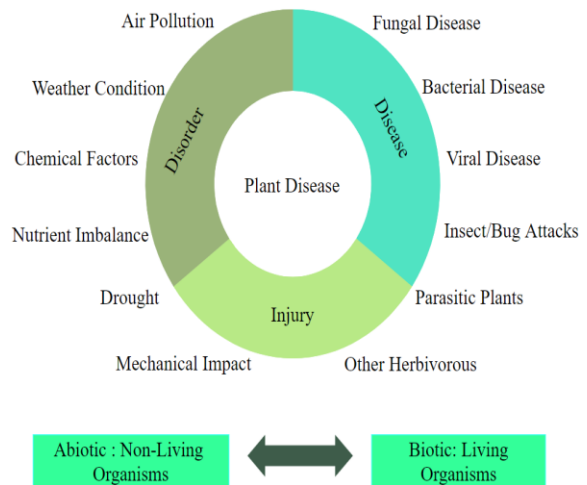 Air Pollution
Fungal Disease
Weather Condition
Bacterial Disease
Disorder
Disease
Chemical Factors
Viral Disease
Plant Disease
Nutrient Imbalance
Insect/Bug Attacks
Drought
Parasitic Plants
Injury
Mechanical Impact
Other Herbivorous
Abiotic : Non-Living
Organisms
Biotic: Living
Organisms